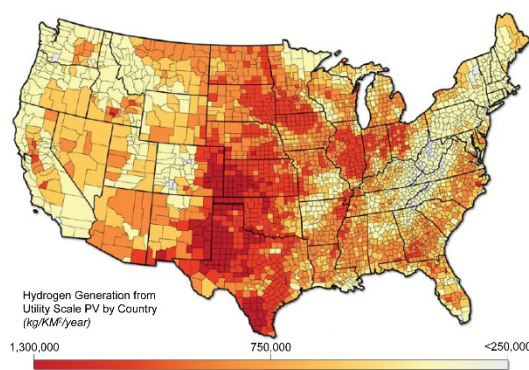 Hydrogen Generation from
Utility Scale PV by Country
(kg/KM²/year)
1,300,000 750,000 <250,000